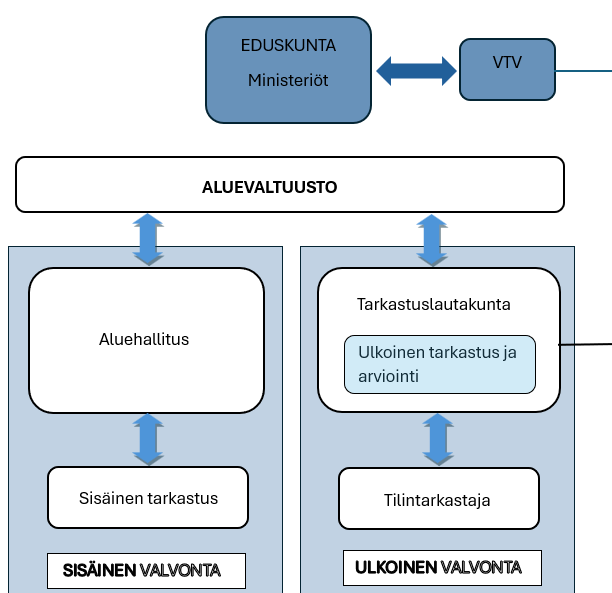 EDUSKUNTA
Ministeriöt
VTV
ALUEVALTUUSTO
Aluehallitus
Tarkastuslautakunta
Ulkoinen tarkastus ja
arviointi
Sisäinen tarkastus
Tilintarkastaja
SISÄINEN VALVONTA
ULKOINEN VALVONTA